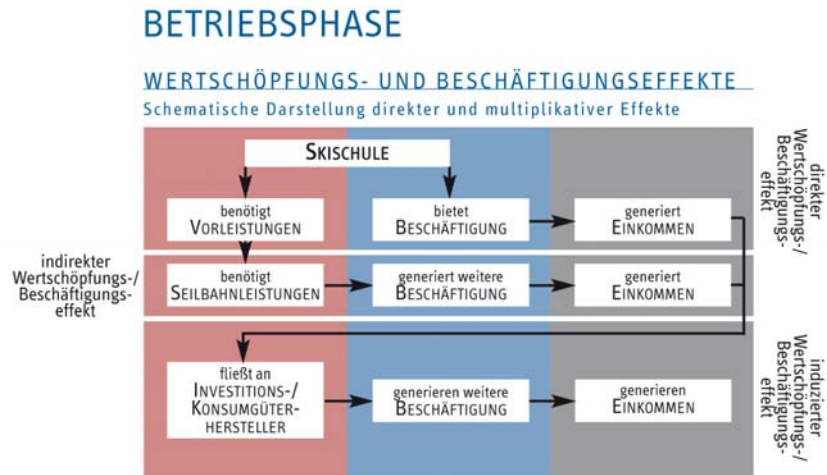 BETRIEBSPHASE
WERTSCHÖPFUNGS- UND BESCHÄFTIGUNGSEFFEKTE
Schematische Darstellung direkter und multiplikativer Effekte
SKISCHULE
benötigt
VORLEISTUNGEN
bietet
BESCHÄFTIGUNG
generiert
EINKOMMEN
direkter
Wertschöpfungs-/
Beschäftigungs-
effekt
indirekter
Wertschöpfungs-/
Beschäftigungs-
effekt
benötigt
SEILBAHNLEISTUNGEN
generiert weitere
BESCHÄFTIGUNG
generiert
EINKOMMEN
fließt an
INVESTITIONS-/
KONSUMGÜTER-
HERSTELLER
generieren weitere
BESCHÄFTIGUNG
generieren
EINKOMMEN
induzierter
Wertschöpfungs-/
Beschäftigungs-
effekt